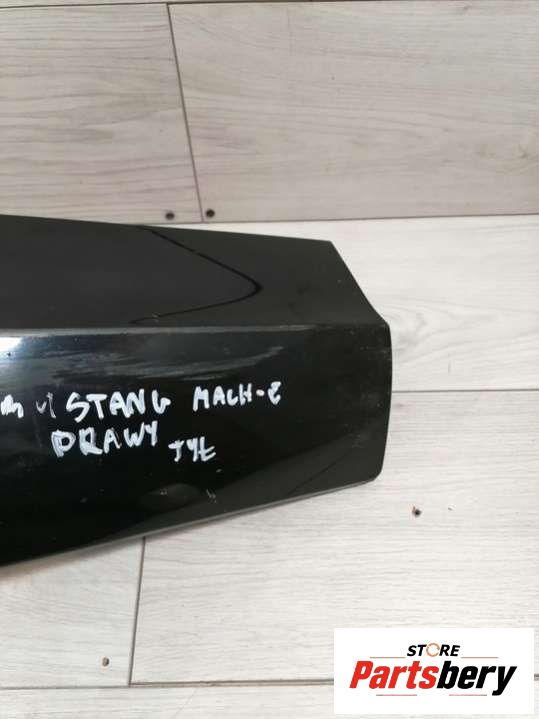 MUSTANG MACH-E
PRAWY TYŁ
STORE
Partsbery